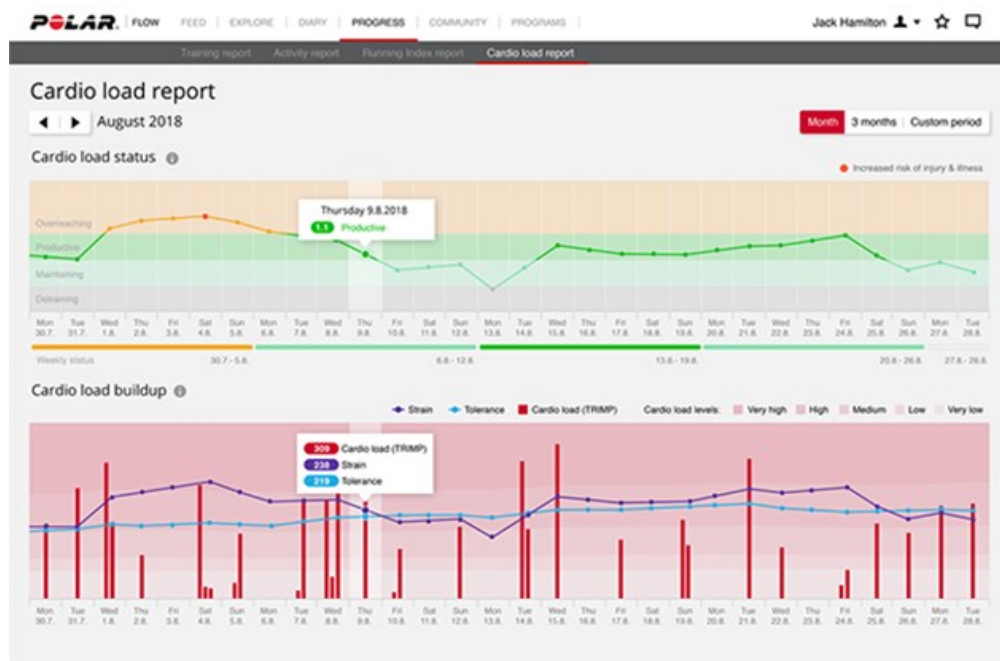 POLAR. FLOW FEED EXPLORE DIARY PROGRESS COMMUNITY PROGRAMS Jack Hamilton
Training report Activity report Running Index report Cardio load report
Cardio load report
August 2018 Month 3 months Custom period
Cardio load status
Increased risk of injury & illness
Thursday 9.8.2018
1.1 Productive
Overreaching
Productive
Maintaining
Detraining
Mon Tue Wed Thu Fri Sat Sun Mon Tue Wed Thu Fri Sat Sun Mon Tue Wed Thu Fri Sat Sun Mon Tue Wed Thu Fri Sat Sun Mon Tue
30.7. 31.7. 1.8. 2.8. 3.8. 4.8. 5.8. 6.8. 7.8. 8.8. 9.8. 10.8. 11.8. 12.8. 13.8. 14.8. 15.8. 16.8. 17.8. 18.8. 19.8. 20.8. 21.8. 22.8. 23.8. 24.8. 25.8. 26.8. 27.8. 28.8.
Weekly status 30.7.- 5.8. 6.8.- 12.8. 13.8.- 19.8. 20.6.- 26.8. 27.8.- 28.8.
Cardio load buildup
Strain Tolerance Cardio load (TRIMP) Cardio load levels: Very high High Medium Low Very low
309 Cardio load (TRIMP)
238 Strain
219 Tolerance
Mon Tue Wed Thu Fri Sat Sun Mon Tue Wed Thu Fri Sat Sun Mon Tue Wed Thu Fri Sat Sun Mon Tue Wed Thu Fri Sat Sun Mon Tue
30.7. 31.7. 1.8. 2.8. 3.8. 4.8. 5.8. 6.8. 7.8. 8.8. 9.8. 10.8. 11.8. 12.8. 13.8. 14.8. 15.8. 16.8. 17.8. 18.8. 19.8. 20.8. 21.8. 22.8. 23.8. 24.8. 25.8. 26.8. 27.8. 28.8.